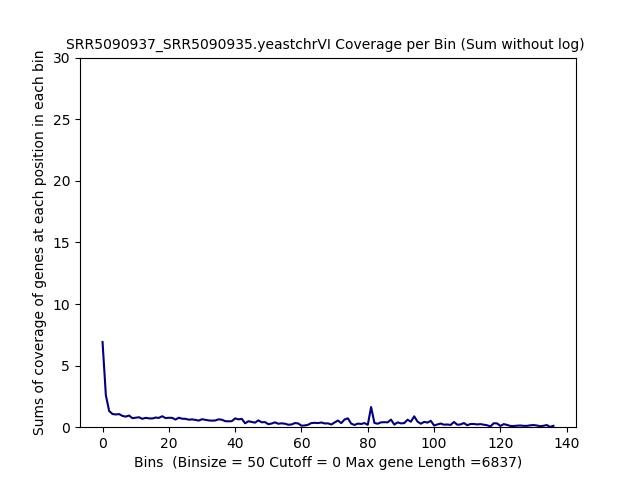 SRR5090937_SRR5090935.yeastchrVI Coverage per Bin (Sum without log)
Sums of coverage of genes at each position in each bin
30
25
20
15
10
5
0
0 20 40 60 80 100 120 140
Bins  (Binsize = 50 Cutoff = 0 Max gene Length =6837)